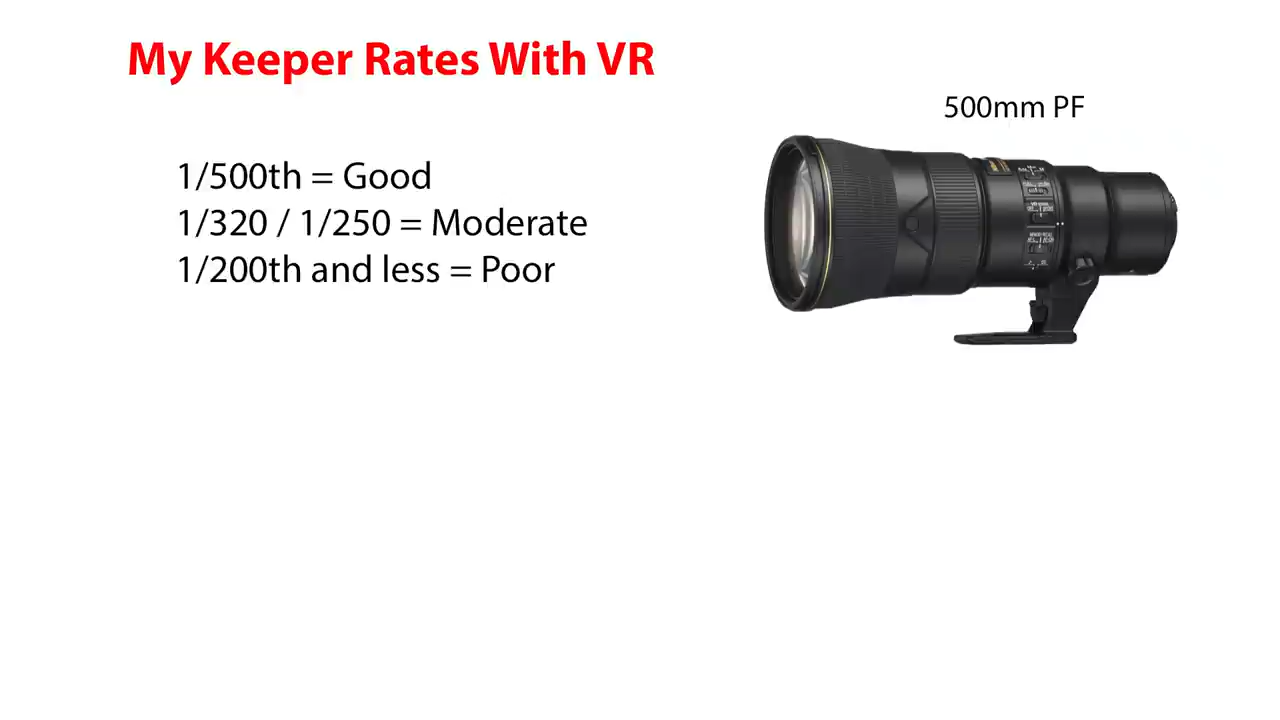 My Keeper Rates With VR
500mm PF
1/500th = Good
1/320 / 1/250 = Moderate
1/200th and less = Poor